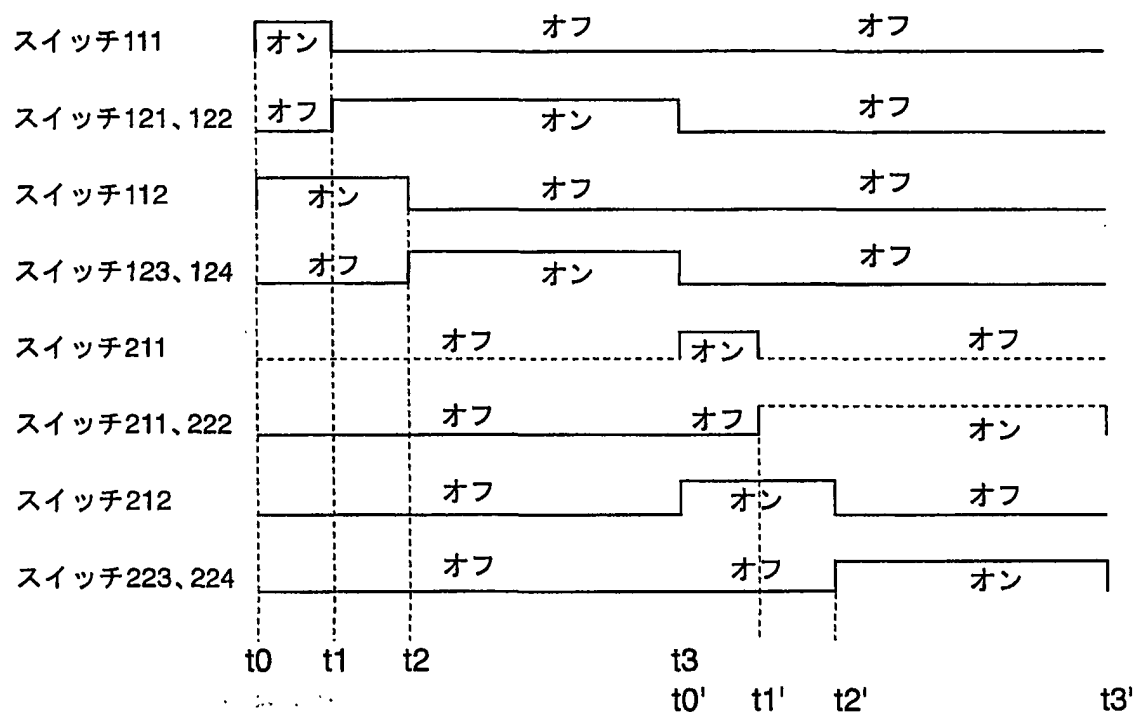 スイッチ111 オン オフ オフ
スイッチ121、122 オフ オン オフ
スイッチ112 オン オフ オフ
スイッチ123、124 オフ オン オフ
スイッチ211 オフ オン オフ
スイッチ211、222 オフ オフ オン
スイッチ212 オフ オン オフ
スイッチ223、224 オフ オフ オン
t0 t1 t2 t3
t0' t1' t2' t3'